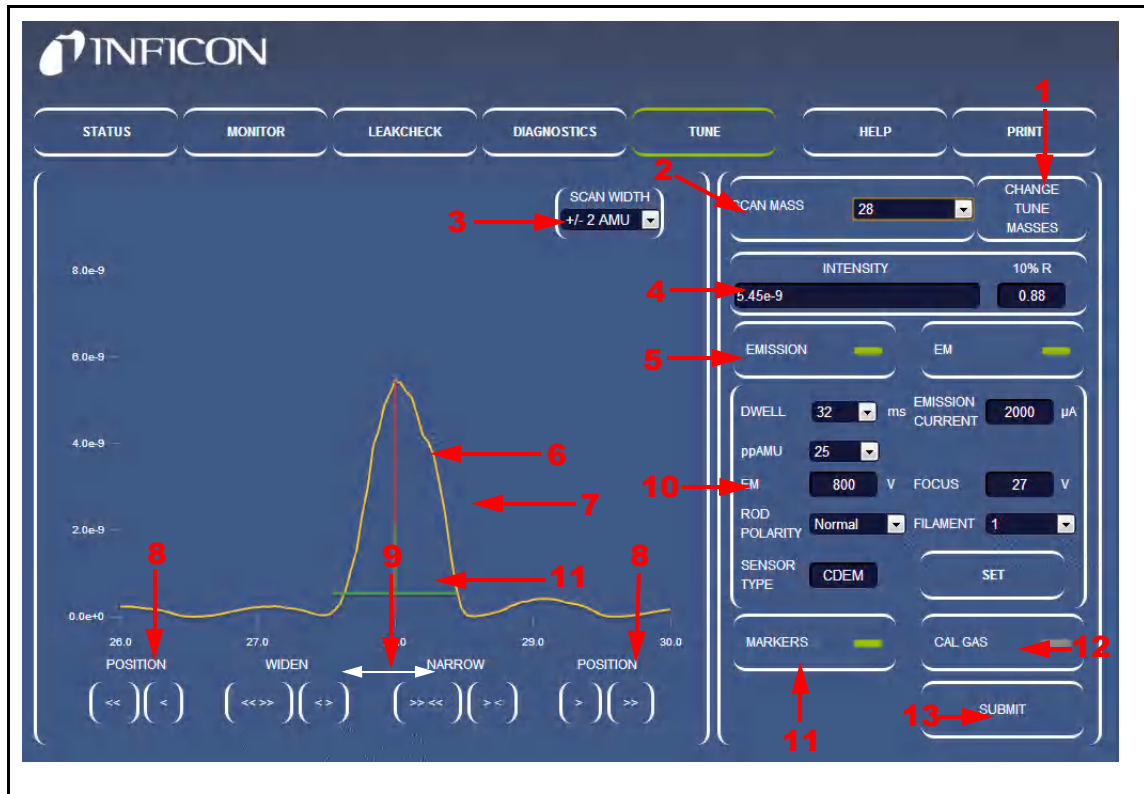 INFICON
1
STATUS MONITOR LEAKCHECK DIAGNOSTICS TUNE HELP PRINT
2
SCAN WIDTH
3 +/- 2 AMU
SCAN MASS 28
CHANGE
TUNE
MASSES
8.0e-9
6.0e-9
4.0e-9
2.0e-9
0.0e+0
26.0 27.0 29.0 30.0
6
7
11
8 9 8
POSITION WIDEN NARROW POSITION
<< < <<>> <> >><< >< > >>
INTENSITY 10% R
4 5.45e-9 0.88
5 EMISSION EM
DWELL 32 ms EMISSION CURRENT 2000 µA
ppAMU 25
10 EM 800 V FOCUS 27 V
ROD POLARITY Normal FILAMENT 1
SENSOR TYPE CDEM SET
MARKERS CAL GAS 12
11
13 SUBMIT